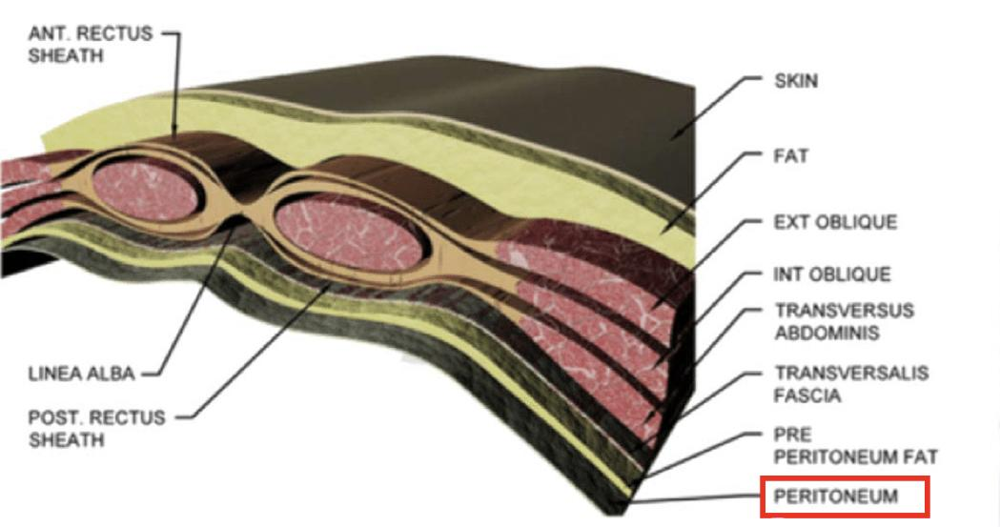 ANT. RECTUS
SHEATH
SKIN
FAT
EXT OBLIQUE
INT OBLIQUE
TRANSVERSUS
ABDOMINIS
TRANSVERSALIS
FASCIA
LINEA ALBA
POST. RECTUS
SHEATH
PRE
PERITONEUM FAT
PERITONEUM